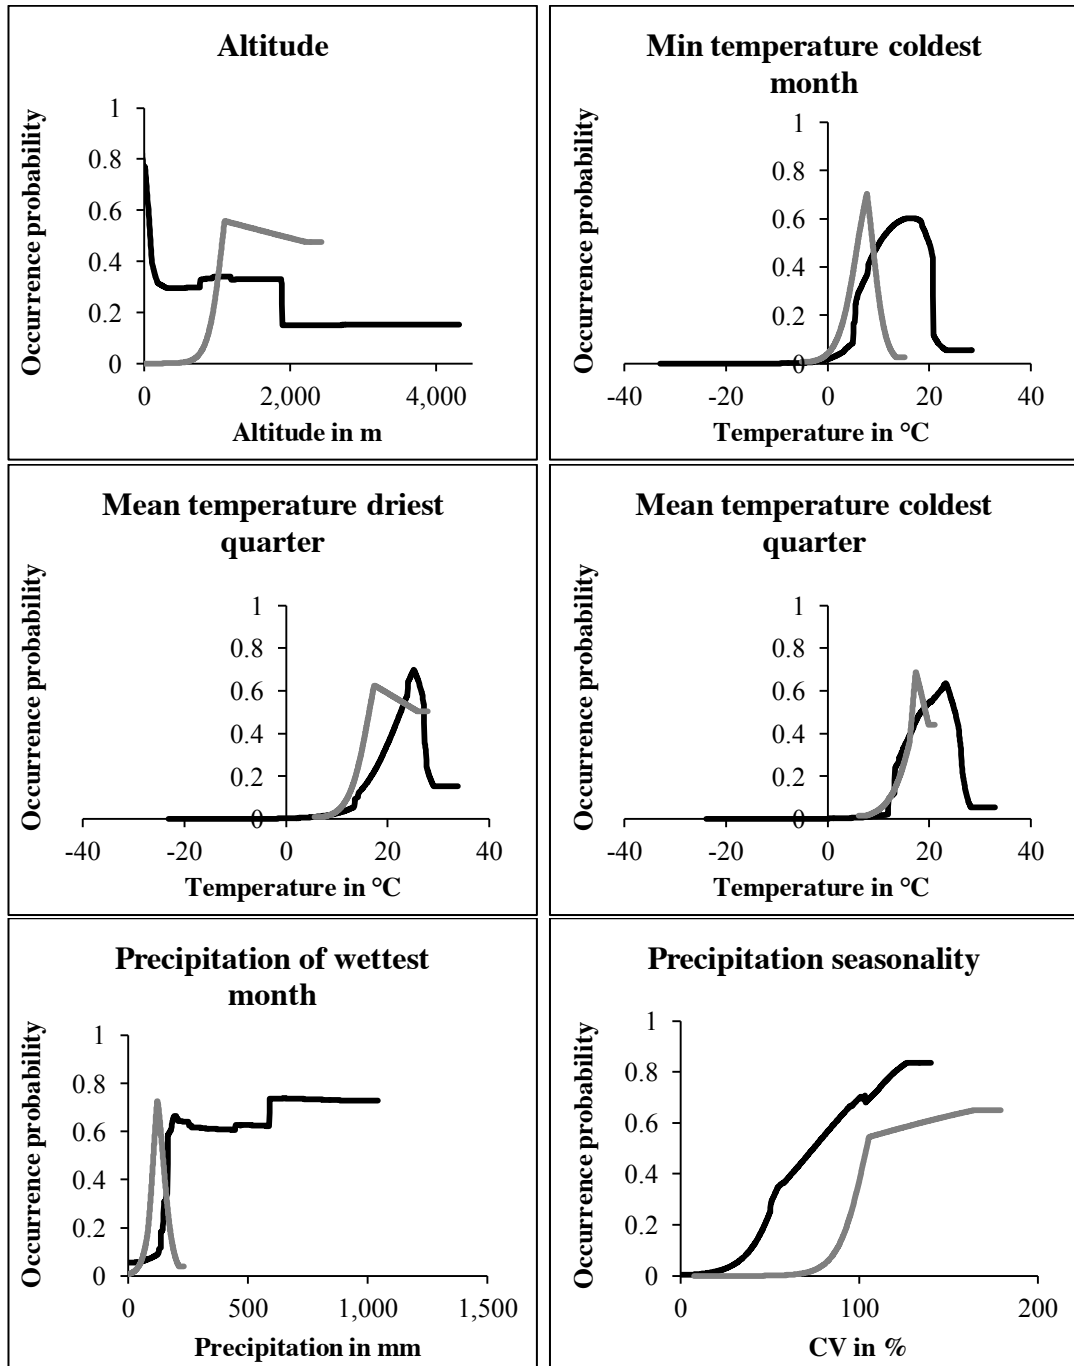 Altitude
Occurrence probability
1
0.8
0.6
0.4
0.2
0
0 2,000 4,000
Altitude in m
Min temperature coldest
month
Occurrence probability
1
0.8
0.6
0.4
0.2
0
-40 -20 0 20 40
Temperature in °C
Mean temperature driest
quarter
Occurrence probability
1
0.8
0.6
0.4
0.2
0
-40 -20 0 20 40
Temperature in °C
Mean temperature coldest
quarter
Occurrence probability
1
0.8
0.6
0.4
0.2
0
-40 -20 0 20 40
Temperature in °C
Precipitation of wettest
month
Occurrence probability
1
0.8
0.6
0.4
0.2
0
0 500 1,000 1,500
Precipitation in mm
Precipitation seasonality
Occurrence probability
1
0.8
0.6
0.4
0.2
0
0 100 200
CV in %